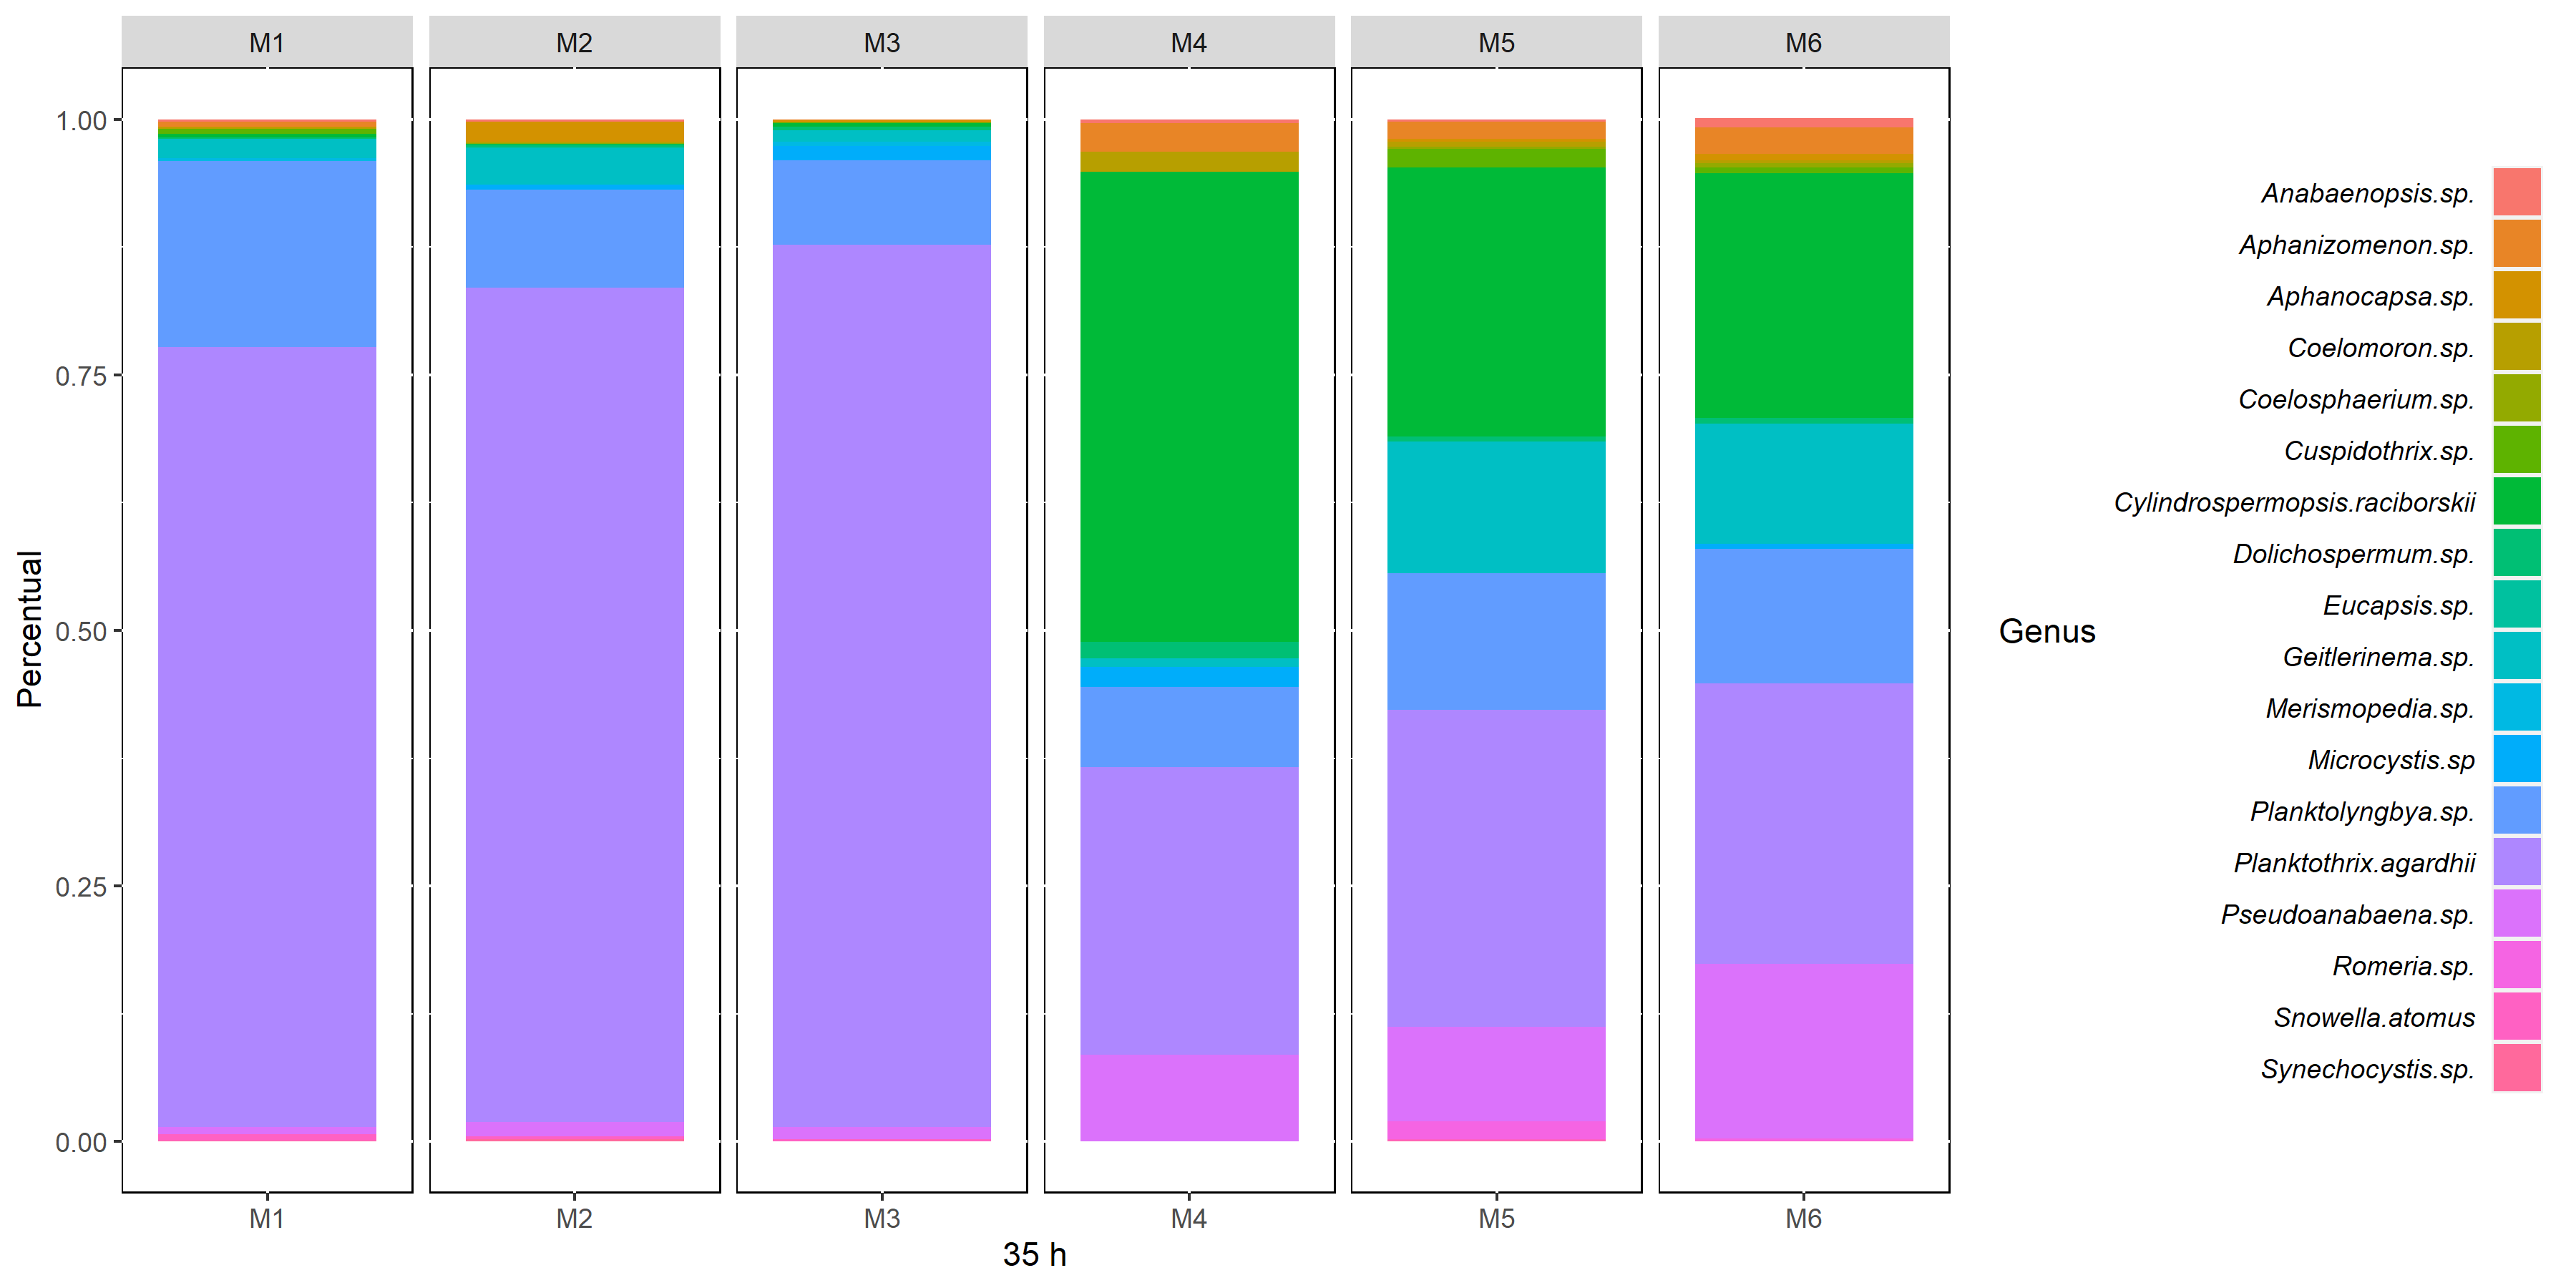 M1 M2 M3 M4 M5 M6
1.00
0.75
0.50
0.25
0.00
Percentual
M1 M2 M3 M4 M5 M6
35 h
Genus
Anabaenopsis.sp.
Aphanizomenon.sp.
Aphanocapsa.sp.
Coelomoron.sp.
Coelosphaerium.sp.
Cuspidothrix.sp.
Cylindrospermopsis.raciborskii
Dolichospermum.sp.
Eucapsis.sp.
Geitlerinema.sp.
Merismopedia.sp.
Microcystis.sp
Planktolyngbya.sp.
Planktothrix.agardhii
Pseudoanabaena.sp.
Romeria.sp.
Snowella.atomus
Synechocystis.sp.